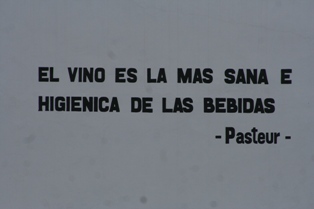 EL VINO ES LA MAS SANA E
HIGIENICA DE LAS BEBIDAS
- Pasteur -